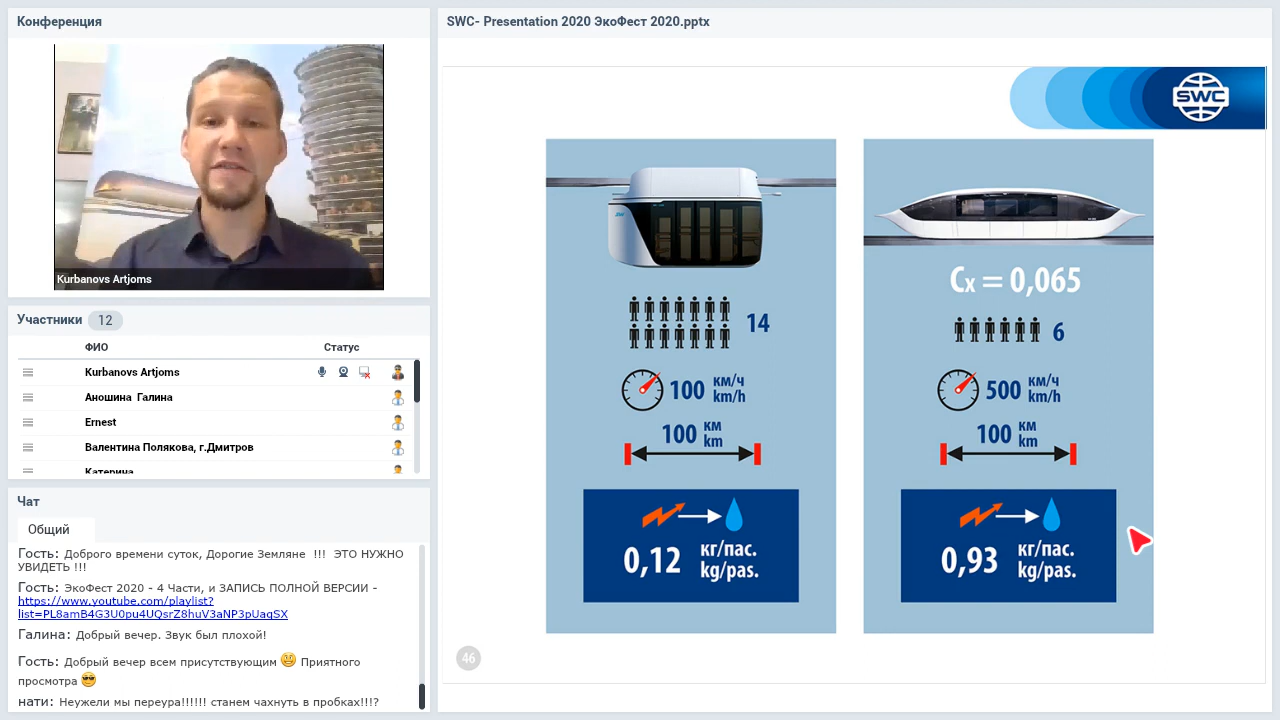 Конференция
Kurbanovs Artjoms
Участники 12
ФИО Статус
Kurbanovs Artjoms
Аношина Галина
Ernest
Валентина Полякова, г.Дмитров
Катерина
Чат
Общий
Гость: Доброго времени суток, Дорогие Земляне !!! ЭТО НУЖНО
УВИДЕТЬ !!!
Гость: ЭкоФест 2020 - 4 Части, и ЗАПИСЬ ПОЛНОЙ ВЕРСИИ -
https://www.youtube.com/playlist?
list=PL8amB4G3U0pu4UQsrZ8huV3aNP3pUaqSX
Галина: Добрый вечер. Звук был плохой!
Гость: Добрый вечер всем присутствующим Приятного
просмотра
нати: Неужели мы переура!!!!!! станем чахнуть в пробках!!!?
SWC- Presentation 2020 ЭкоФест 2020.pptx
SWC
14
100 км/ч
km/h
100 км
km
0,12 кг/пас.
kg/pas.
Cx = 0,065
6
500 км/ч
km/h
100 км
km
0,93 кг/пас.
kg/pas.
46